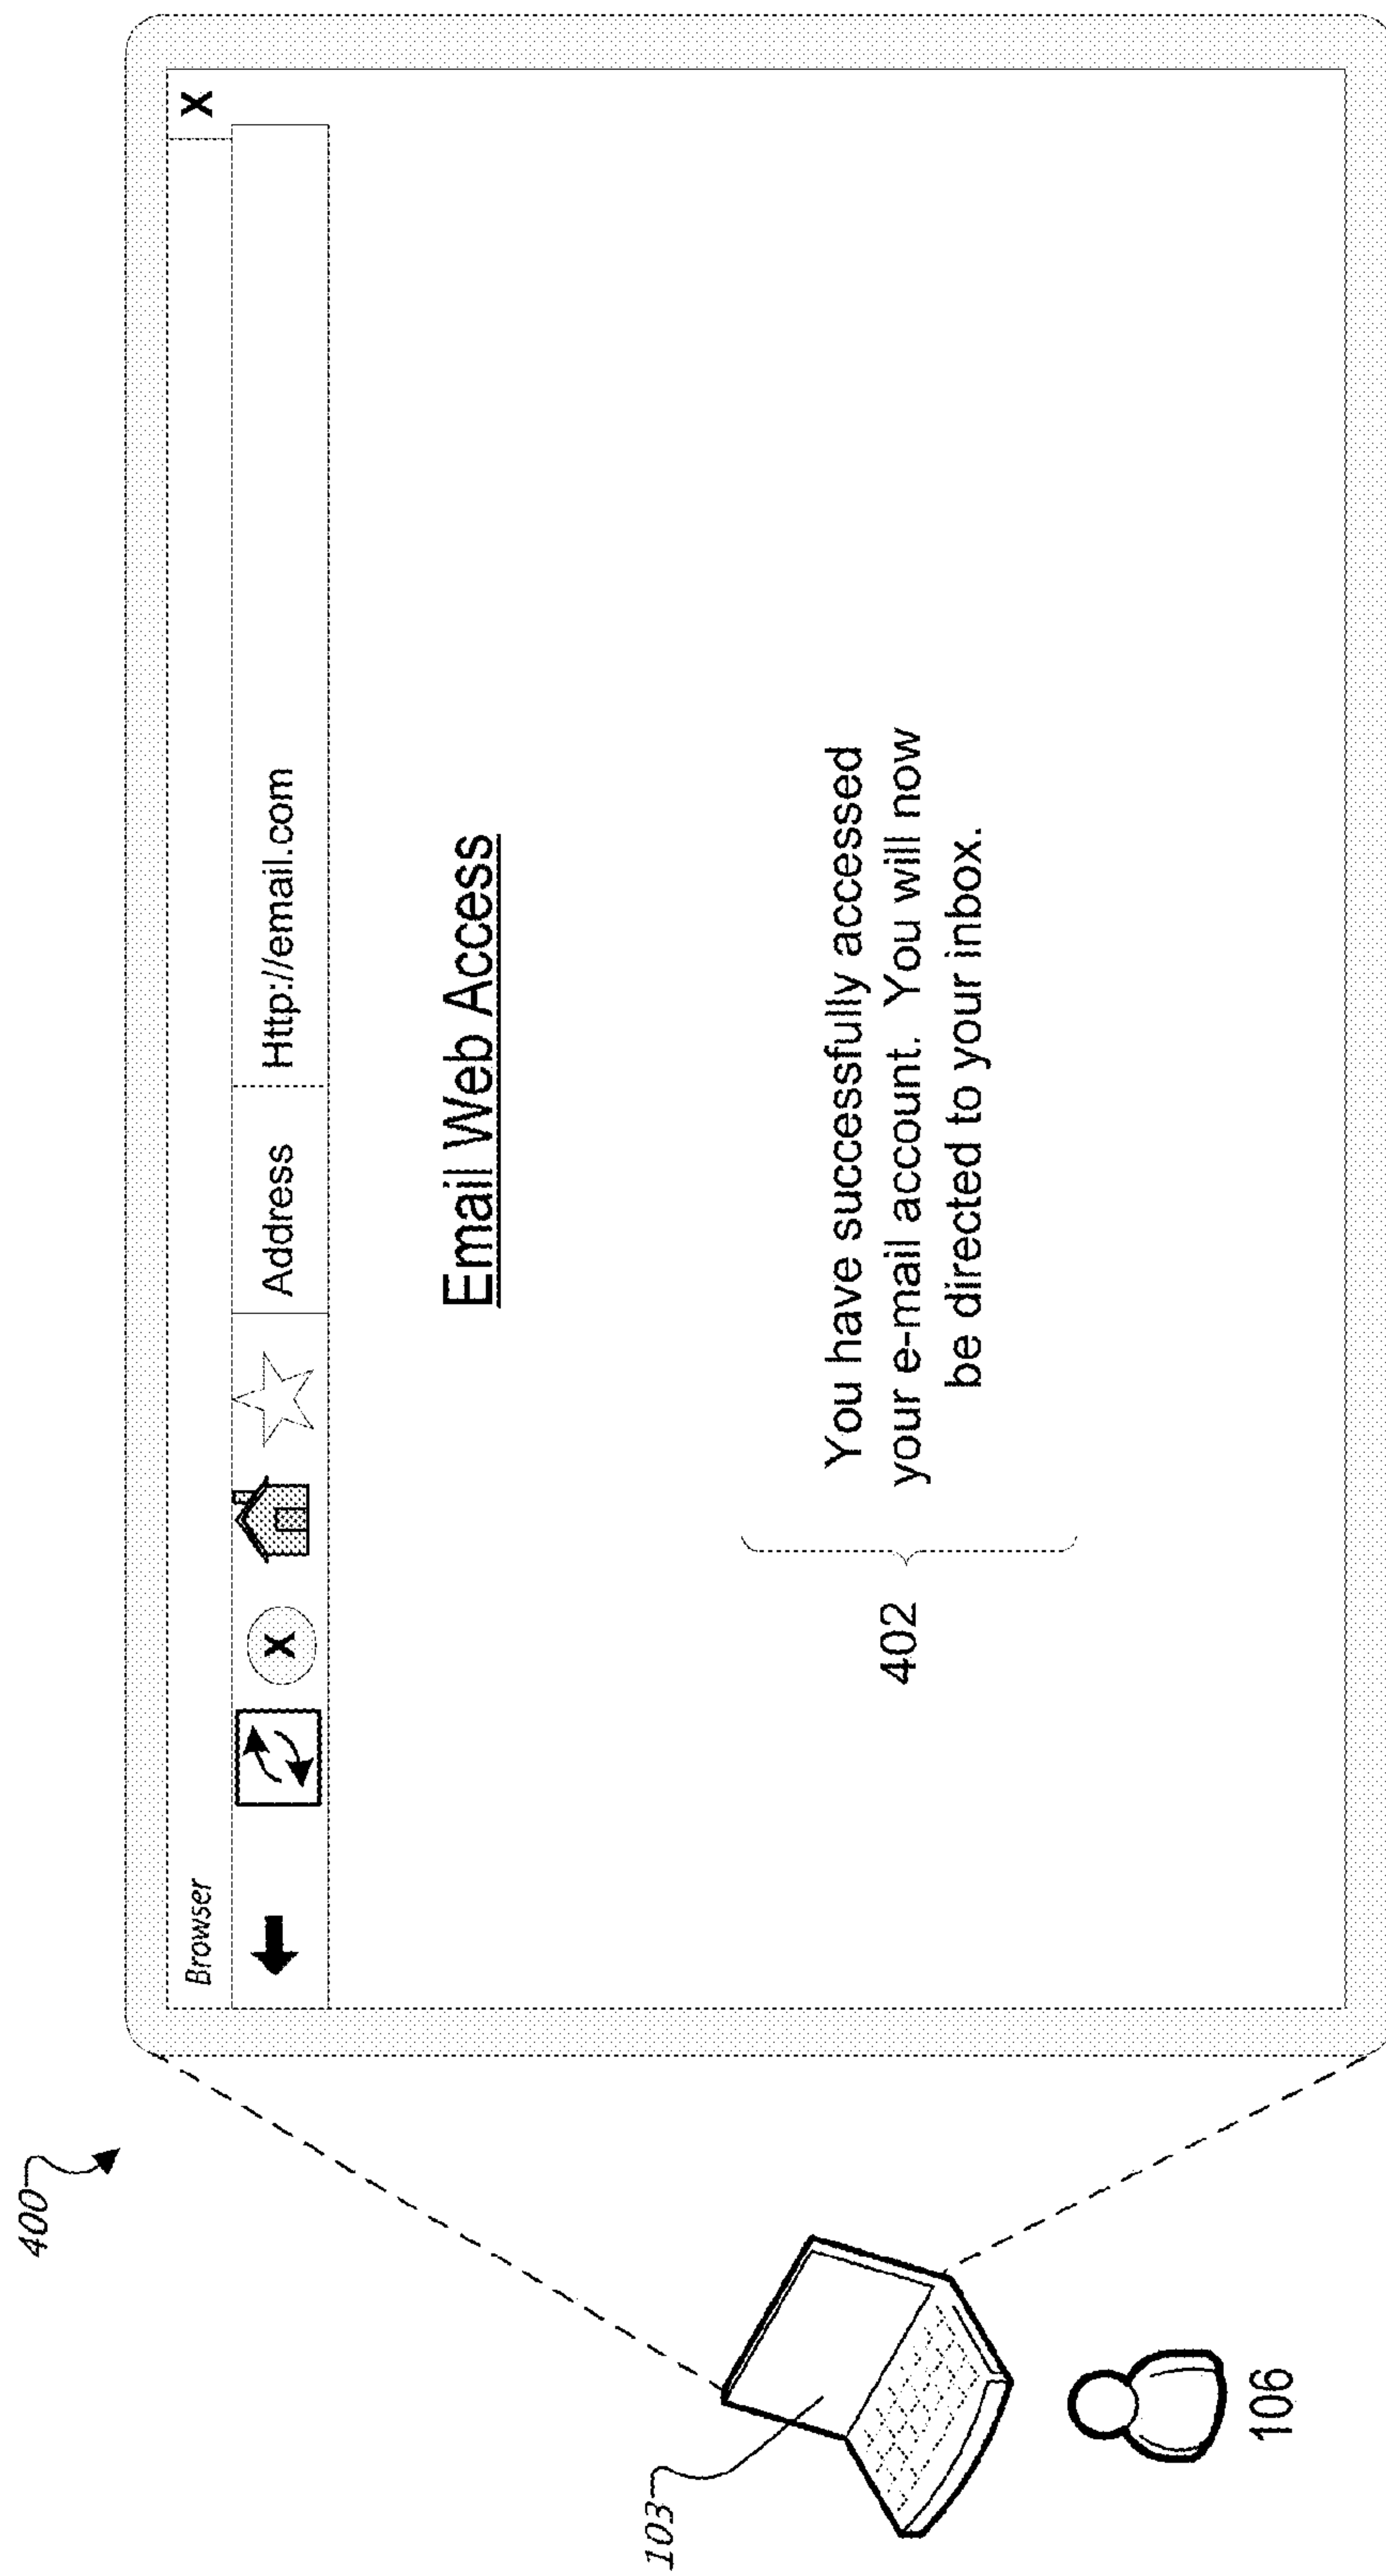 400
Browser
X
X
Address
Http://email.com
Email Web Access
You have successfully accessed
your e-mail account. You will now
be directed to your inbox.
402
103
106